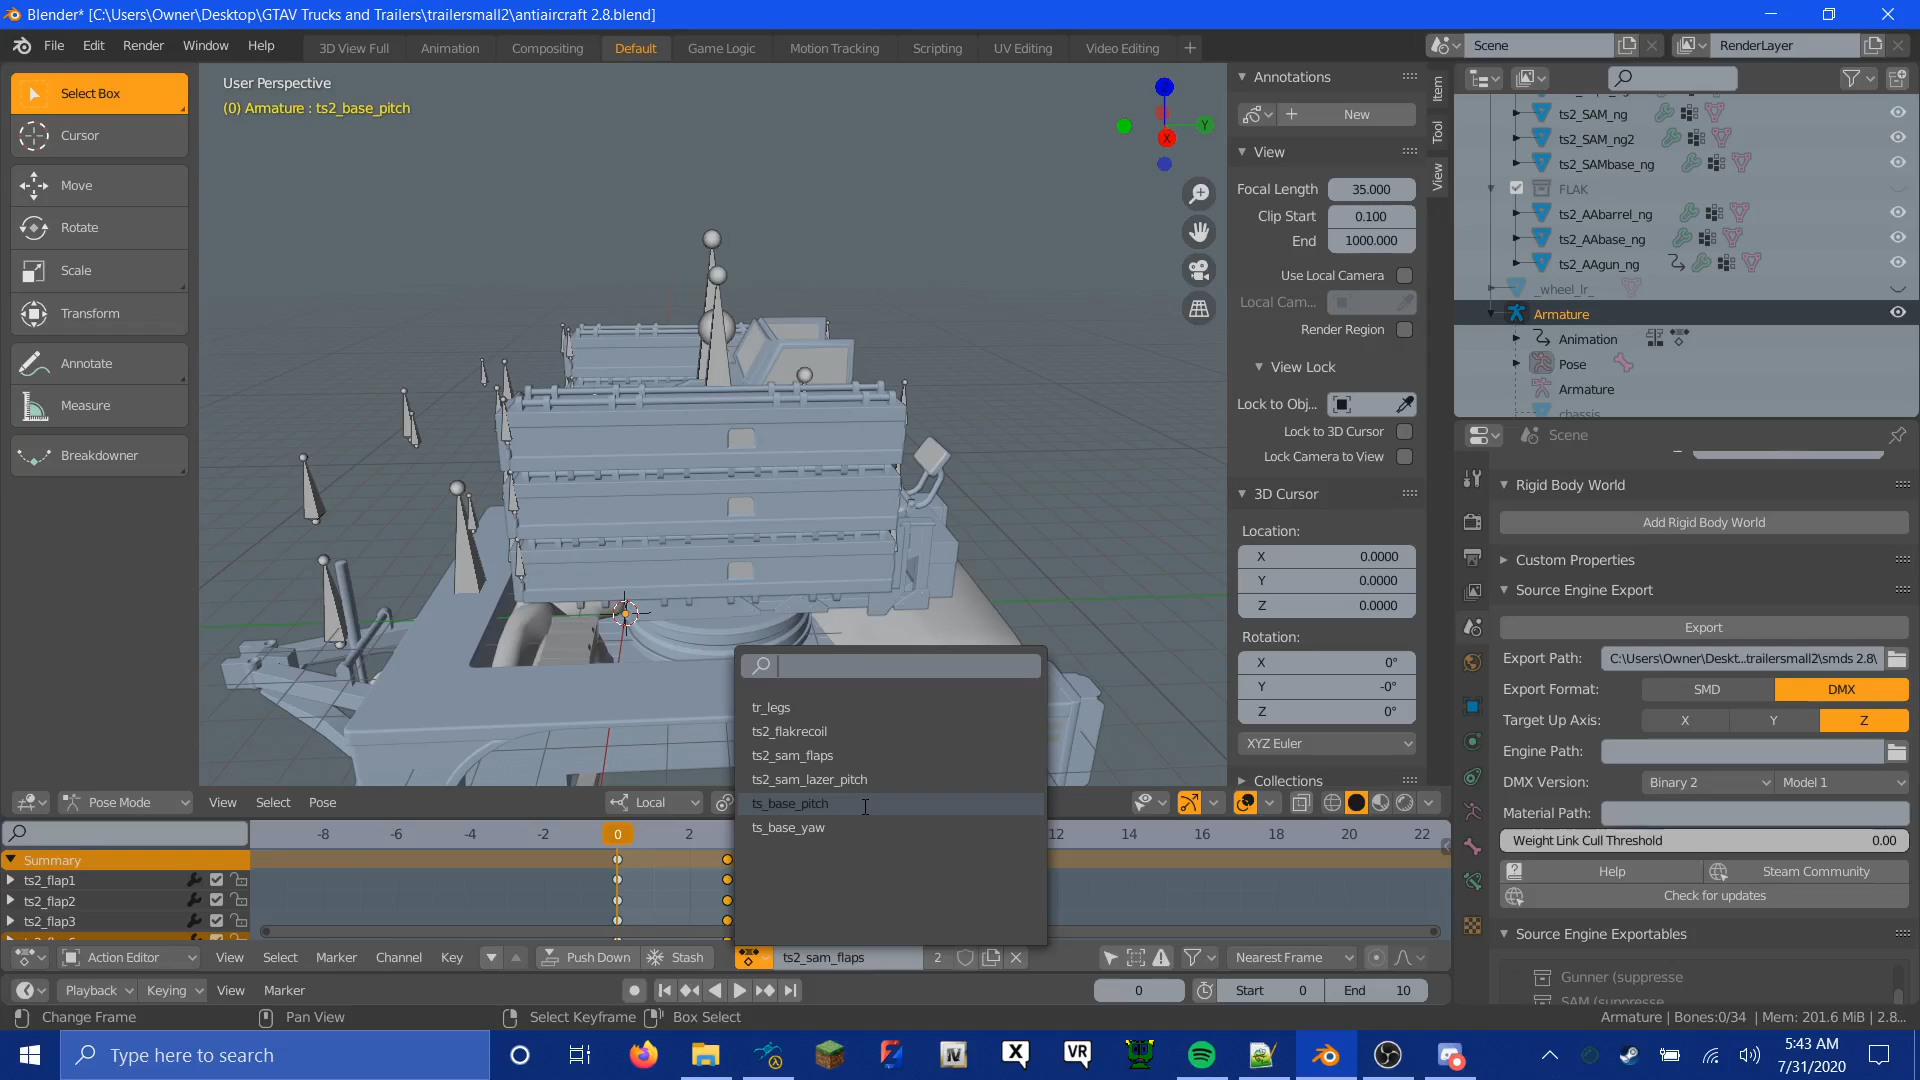 Blender* [C:\Users\Owner\Desktop\GTAV Trucks and Trailers\trailersmall2\antiaircraft 2.8.blend]
File Edit Render Window Help
3D View Full Animation Compositing Default Game Logic Motion Tracking Scripting UV Editing Video Editing
Scene
RenderLayer
Select Box
Cursor
Move
Rotate
Scale
Transform
Annotate
Measure
Breakdowner
User Perspective
(0) Armature : ts2_base_pitch
X
Y
Annotations
New
View
Focal Length 35.000
Clip Start 0.100
End 1000.000
Use Local Camera
Local Cam...
Render Region
View Lock
Lock to Obj...
Lock to 3D Cursor
Lock Camera to View
3D Cursor
Location:
X 0.0000
Y 0.0000
Z 0.0000
Rotation:
X 0°
Y -0°
Z 0°
XYZ Euler
Collections
Item
Tool
View
ts2_SAM_ng
ts2_SAM_ng2
ts2_SAMbase_ng
FLAK
ts2_AAbarrel_ng
ts2_AAbase_ng
ts2_AAgun_ng
_wheel_lr_
Armature
Animation
Pose
Armature
chassis
Scene
Rigid Body World
Add Rigid Body World
Custom Properties
Source Engine Export
Export
Export Path: C:\Users\Owner\Deskt...trailersmall2\smds 2.8\
Export Format: SMD DMX
Target Up Axis: X Y Z
Engine Path:
DMX Version: Binary 2 Model 1
Material Path:
Weight Link Cull Threshold 0.00
Help Steam Community
Check for updates
Source Engine Exportables
Gunner (suppresse
SAM (suppresse
tr_legs
ts2_flakrecoil
ts2_sam_flaps
ts2_sam_lazer_pitch
ts_base_pitch
ts_base_yaw
Pose Mode View Select Pose Local
-8 -6 -4 -2 0 2 12 14 16 18 20 22
Summary
ts2_flap1
ts2_flap2
ts2_flap3
Action Editor View Select Marker Channel Key Push Down Stash ts2_sam_flaps 2 Nearest Frame
Playback Keying View Marker 0 Start 0 End 10
Change Frame Pan View Select Keyframe Box Select Armature | Bones:0/34 | Mem: 201.6 MiB | 2.8...
Type here to search
IV
X
VR
5:43 AM
7/31/2020